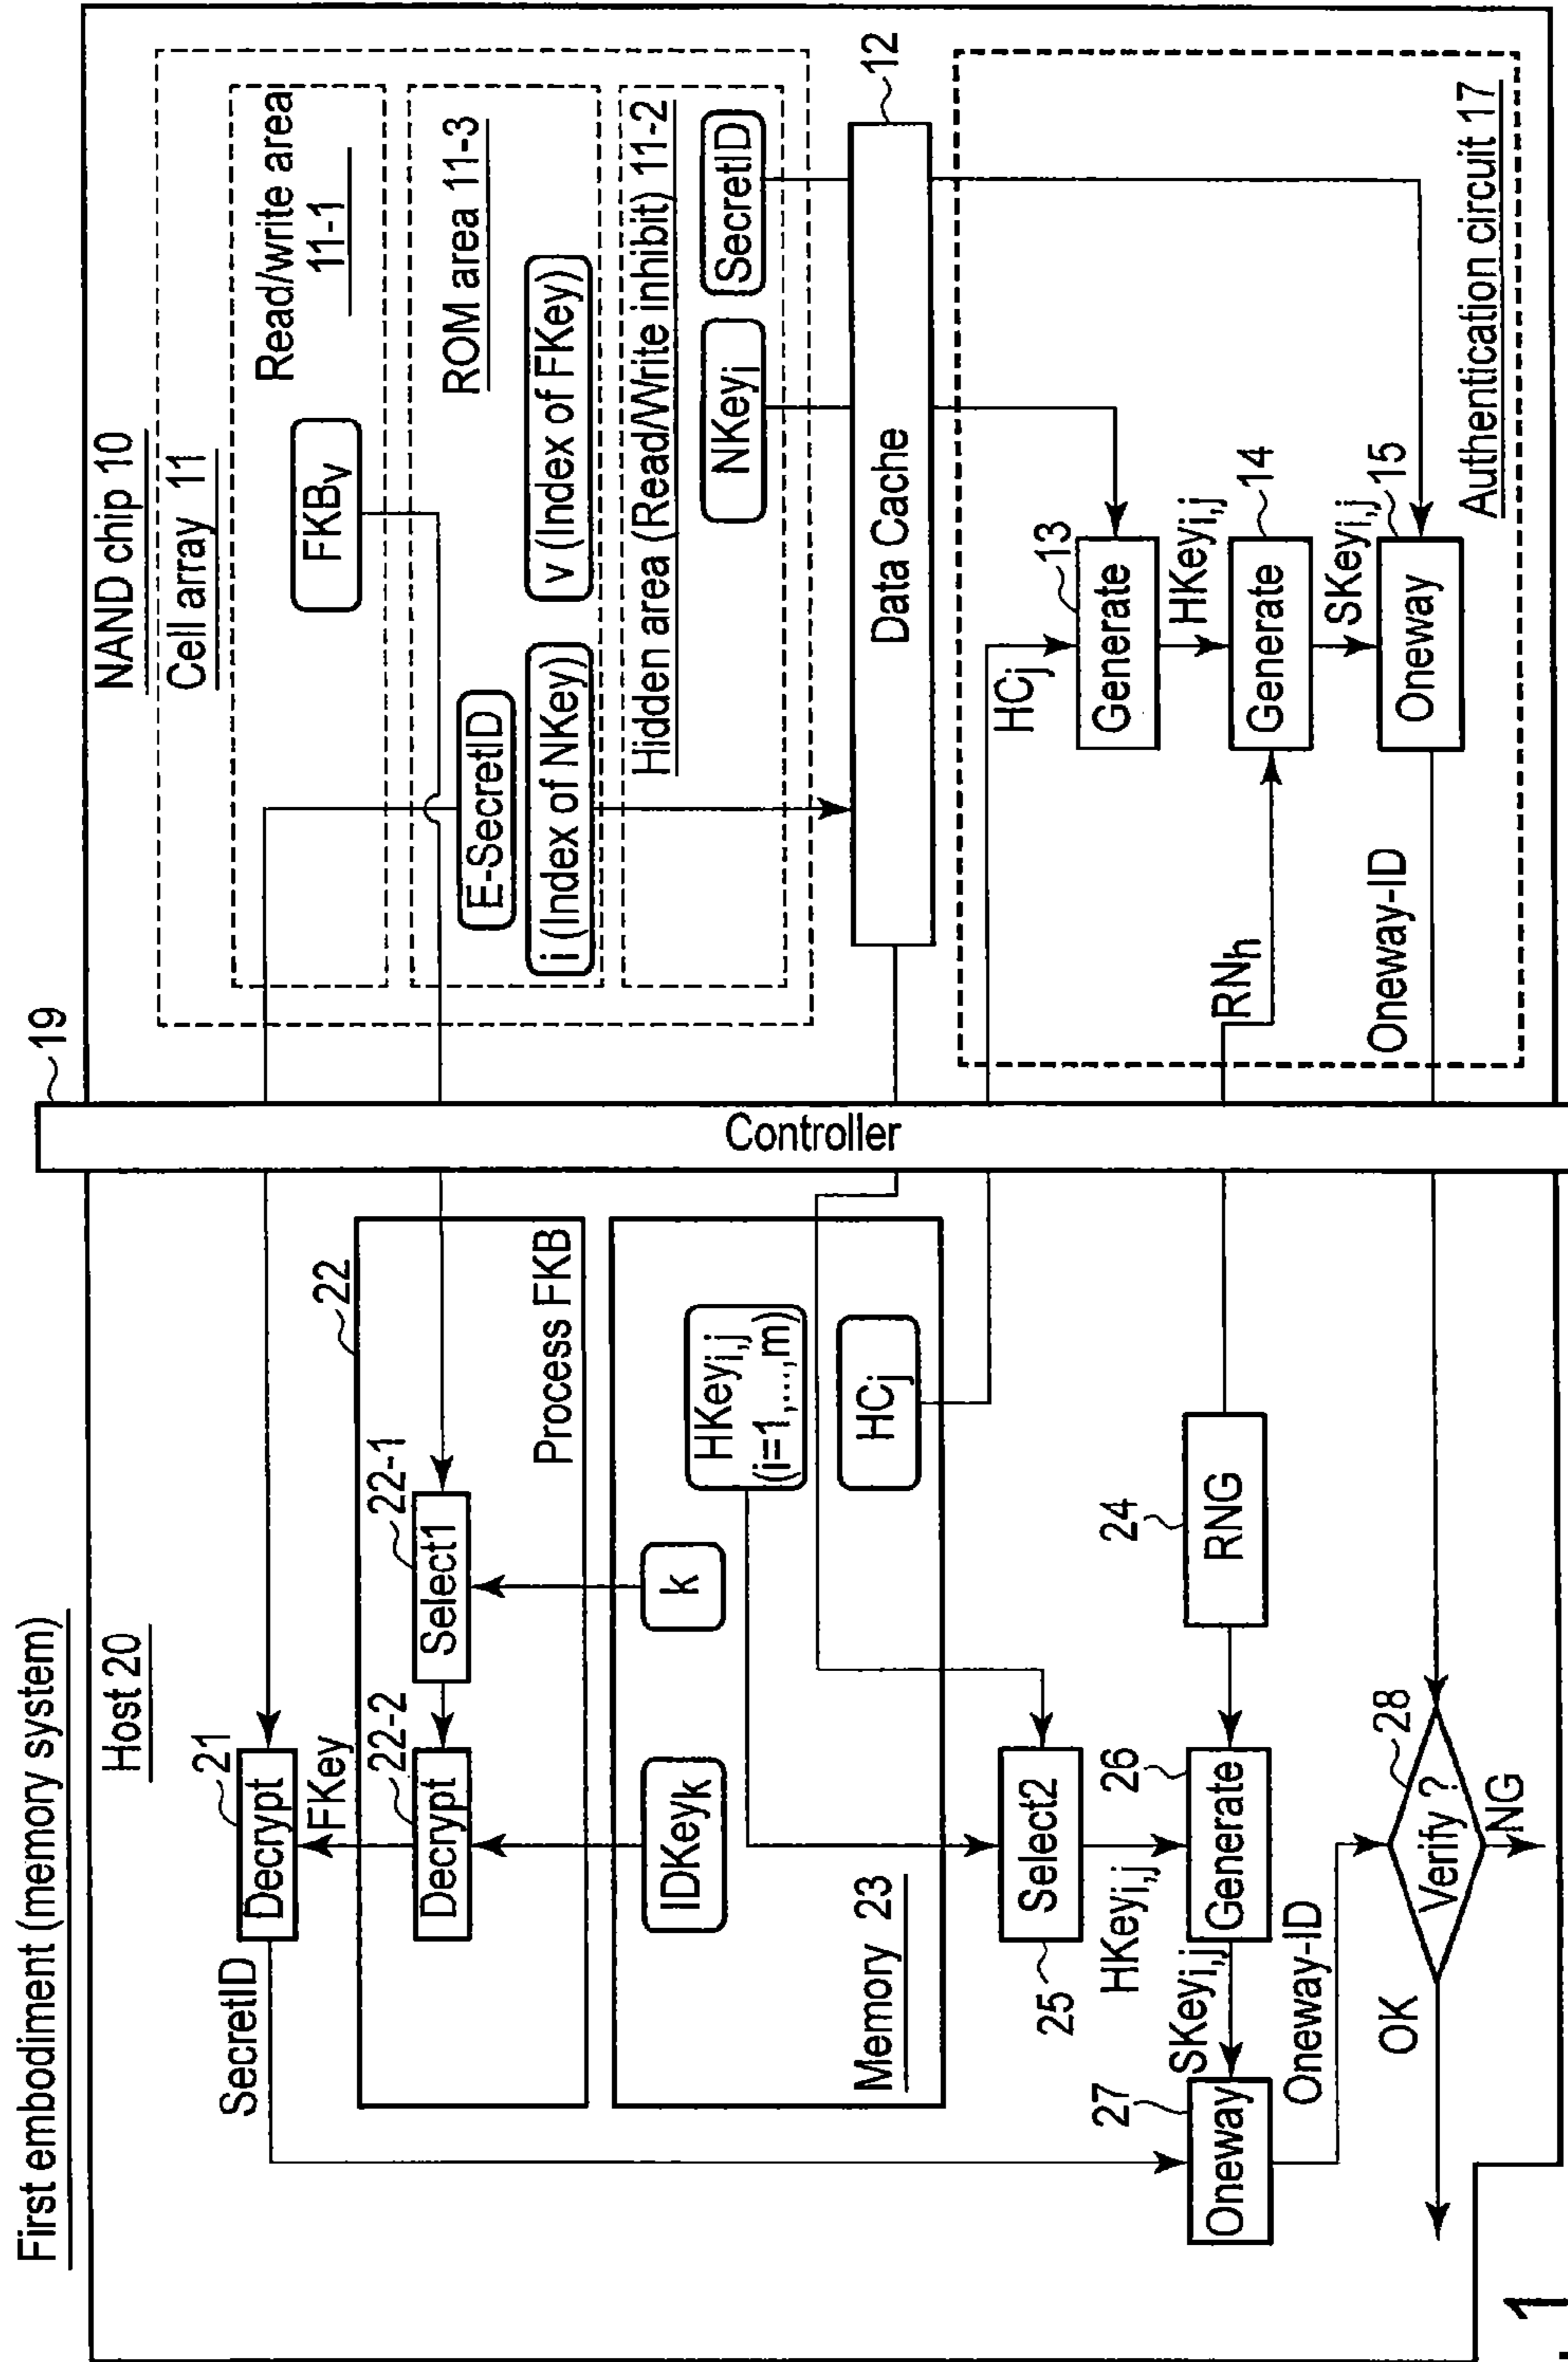 First embodiment (memory system)
Host 20
21
Decrypt
SecretID
FKey
22
22-1
Select1
22-2
Decrypt
Process FKB
IDKeyk
k
HKeyi,j
(i=1,...,m)
HCj
Memory 23
Select2
25
HKeyi,j
24
RNG
26
Generate
SKeyi,j
27
Oneway
Oneway-ID
28
Verify ?
OK
NG
19
Controller
NAND chip 10
Cell array 11
Read/write area
11-1
FKBv
ROM area 11-3
E-SecretID
i (Index of NKey)
v (Index of FKey)
Hidden area (Read/Write inhibit) 11-2
NKeyi
SecretID
12
Data Cache
HCj
13
Generate
HKeyi,j
RNh
14
Generate
SKeyi,j
15
Oneway
Oneway-ID
Authentication circuit 17
1